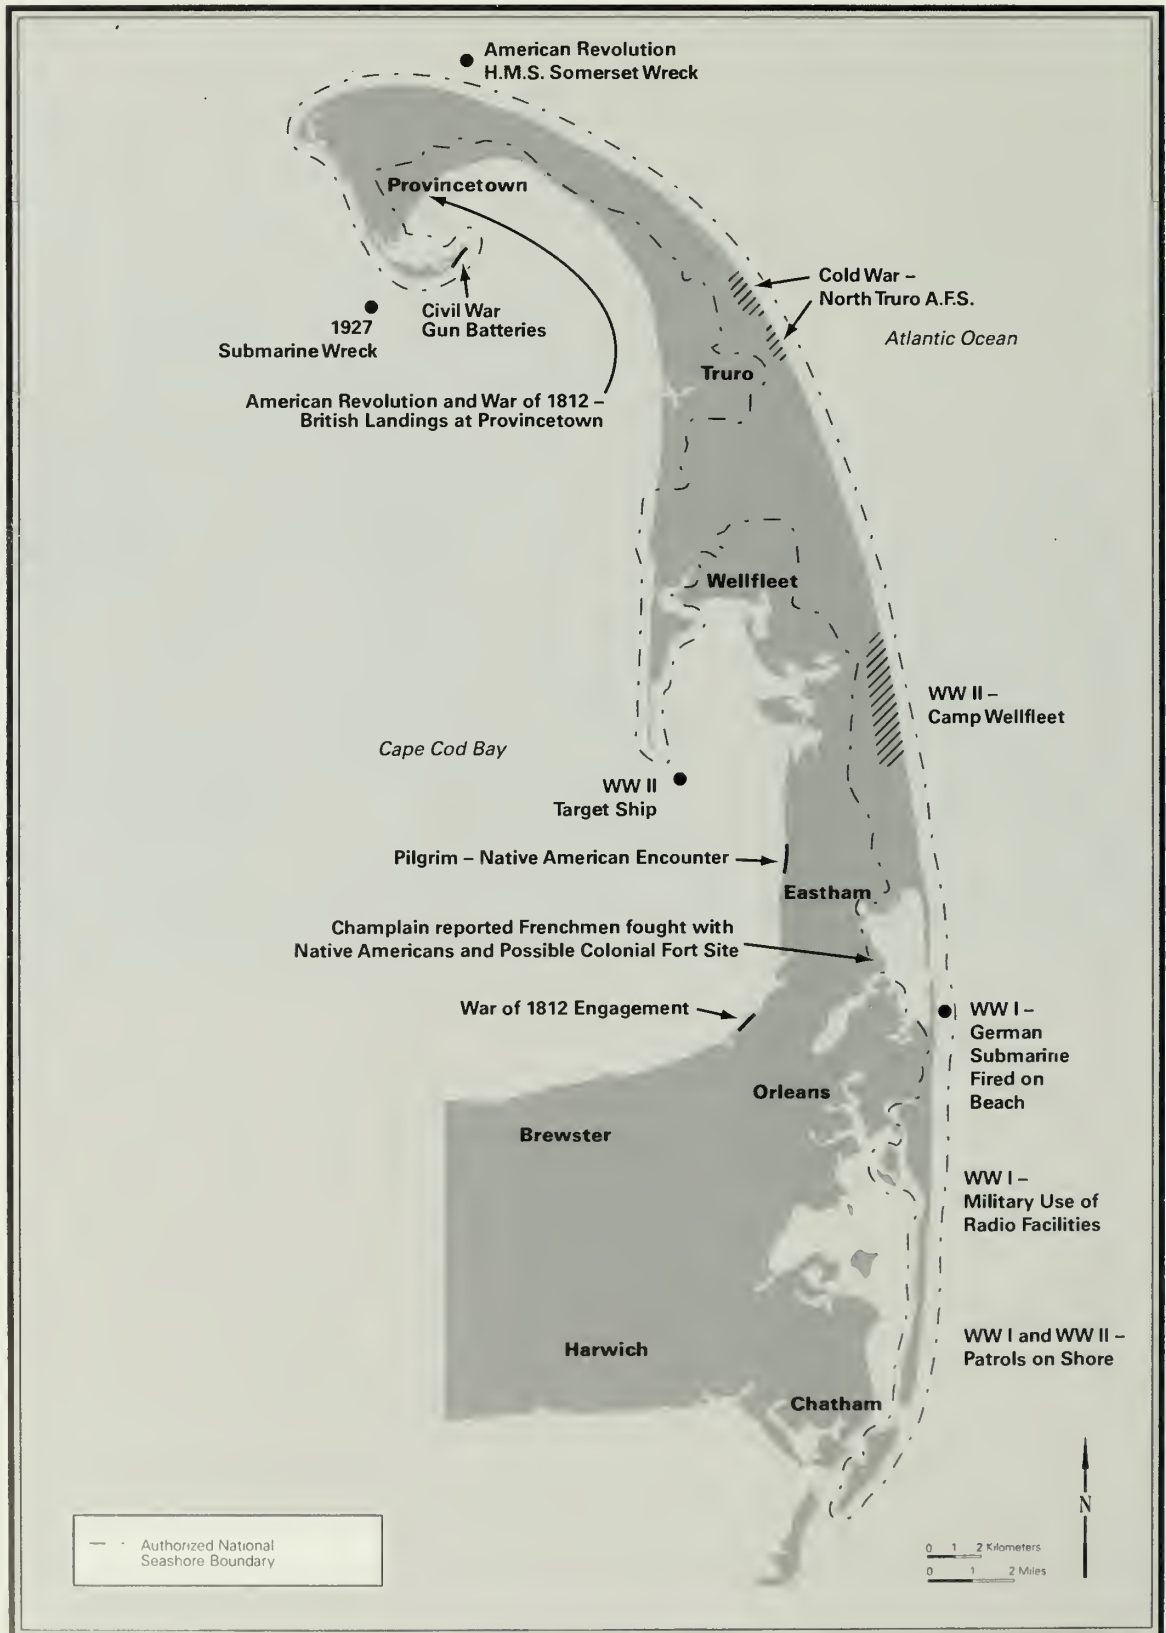 American Revolution
H.M.S. Somerset Wreck
Provincetown
Cold War –
North Truro A.F.S.
Civil War
Gun Batteries
1927
Submarine Wreck
Atlantic Ocean
Truro
American Revolution and War of 1812 –
British Landings at Provincetown
Wellfleet
WW II –
Camp Wellfleet
Cape Cod Bay
WW II
Target Ship
Pilgrim – Native American Encounter
Eastham
Champlain reported Frenchmen fought with
Native Americans and Possible Colonial Fort Site
War of 1812 Engagement
WW I –
German
Submarine
Fired on
Beach
Orleans
Brewster
WW I –
Military Use of
Radio Facilities
WW I and WW II –
Patrols on Shore
Harwich
Chatham
N
Authorized National
Seashore Boundary
0 1 2 Kilometers
0 1 2 Miles